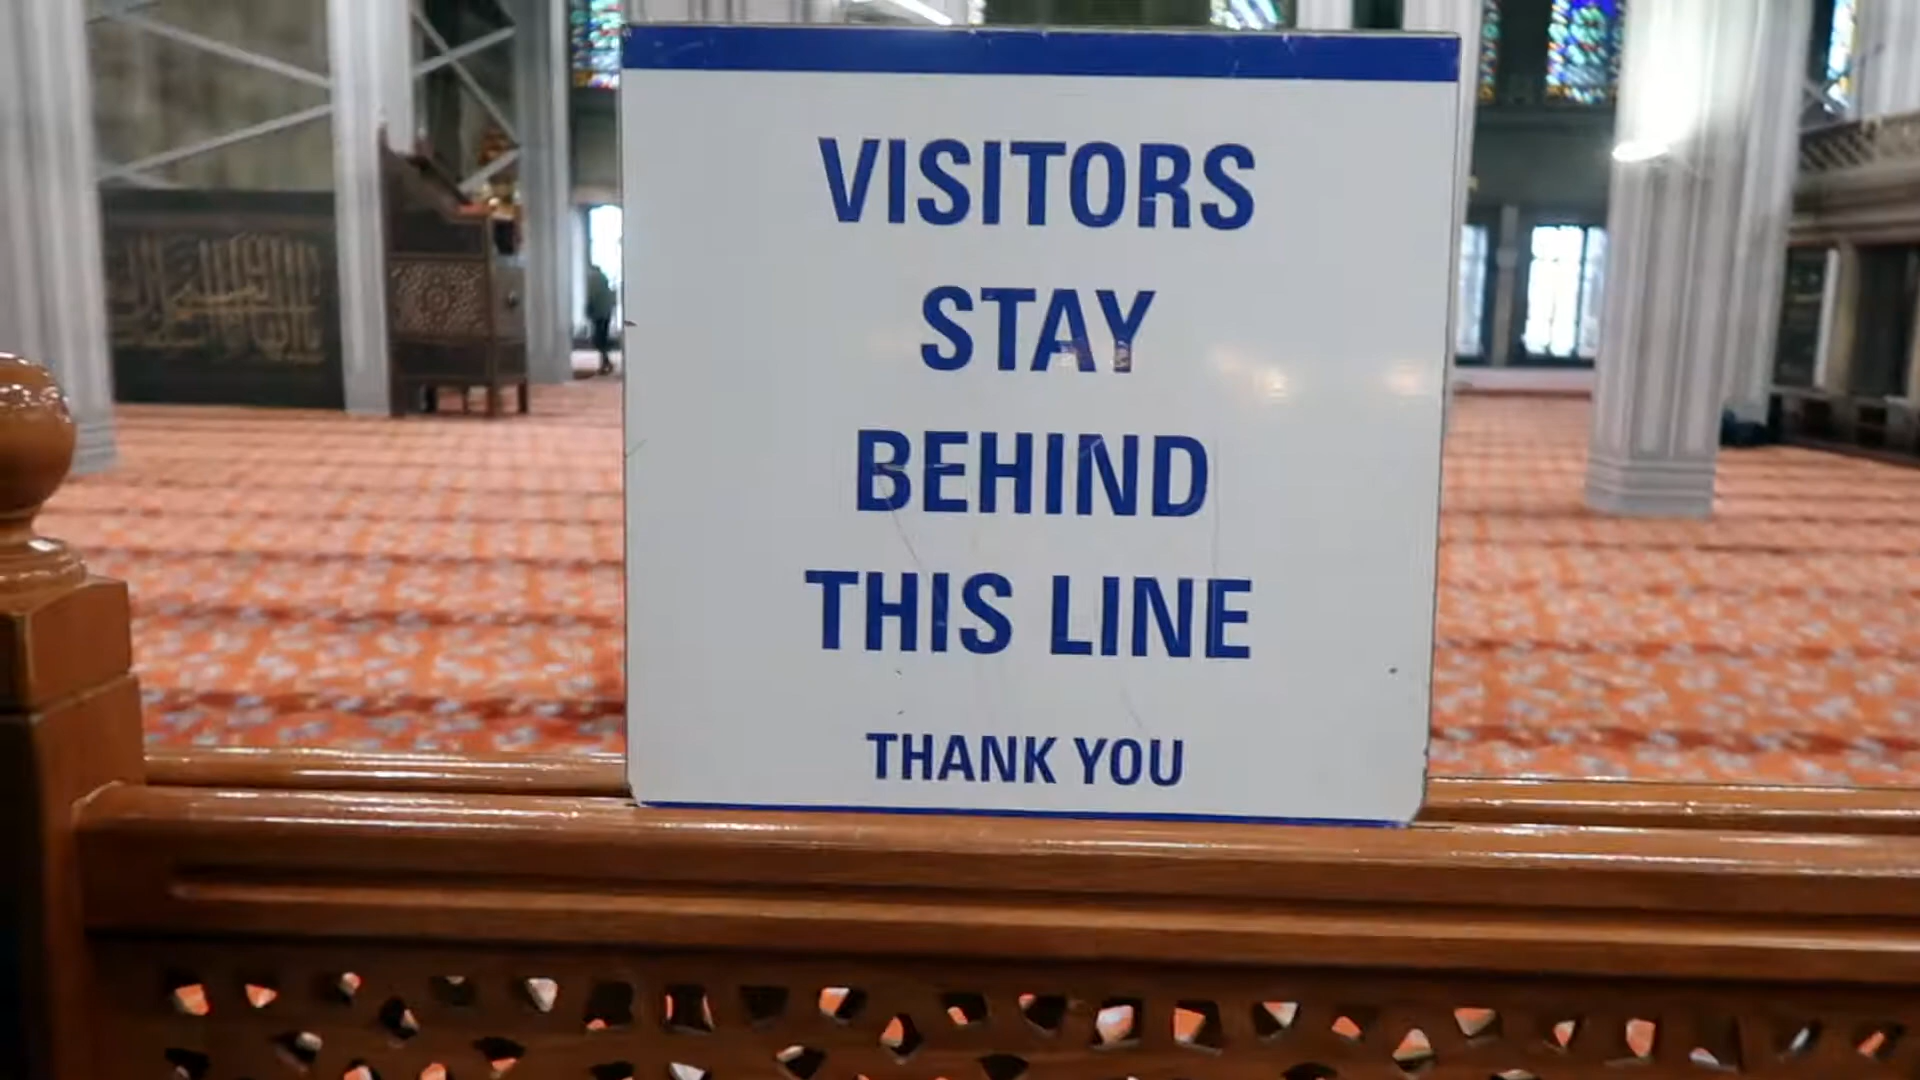 VISITORS
STAY
BEHIND
THIS LINE
THANK YOU